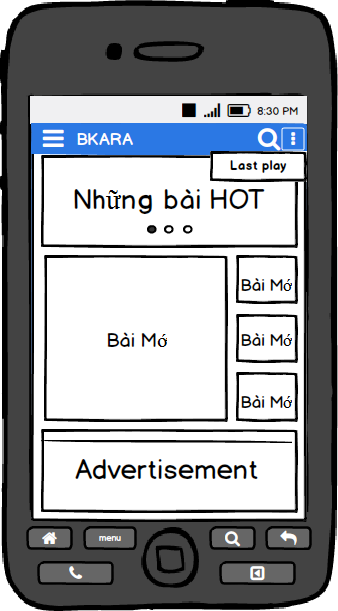 8:30 PM
BKARA
Last play
Những bài HOT
Bài Mớ
Bài Mớ
Bài Mớ
Bài Mớ
Advertisement
menu